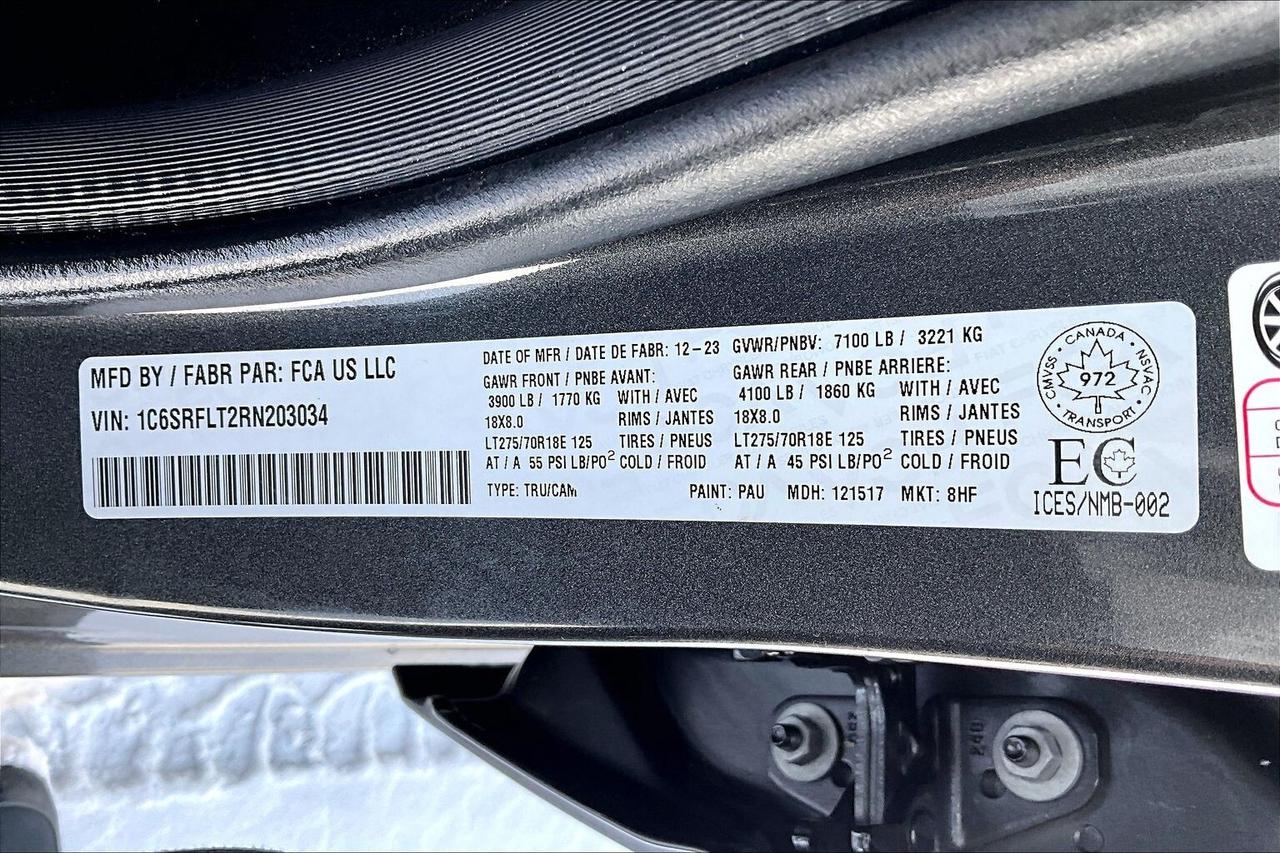 MFD BY / FABR PAR: FCA US LLC
VIN: 1C6SRFLT2RN203034
DATE OF MFR / DATE DE FABR: 12-23 GVWR/PNBV: 7100 LB / 3221 KG
GAWR FRONT / PNBE AVANT: GAWR REAR / PNBE ARRIERE:
3900 LB / 1770 KG WITH / AVEC 4100 LB / 1860 KG WITH / AVEC
18X8.0 RIMS / JANTES 18X8.0 RIMS / JANTES
LT275/70R18E 125 TIRES / PNEUS LT275/70R18E 125 TIRES / PNEUS
AT / A 55 PSI LB/PO² COLD / FROID AT / A 45 PSI LB/PO² COLD / FROID
TYPE: TRU/CAM PAINT: PAU MDH: 121517 MKT: 8HF
CMVSS · CANADA · NSVAC · TRANSPORT ·
972
EC
ICES/NMB-002